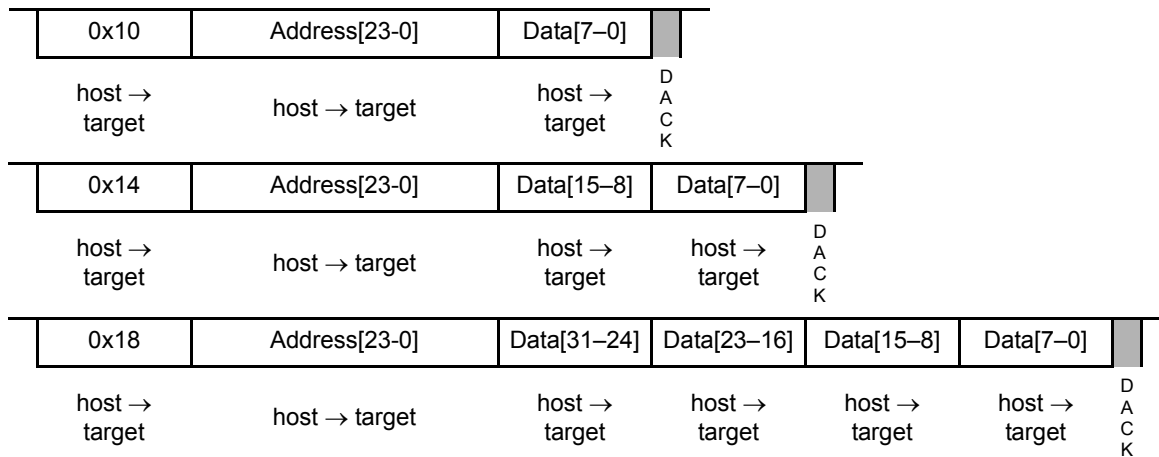 0x10 Address[23-0] Data[7–0]
host → target host → target host → target DACK
0x14 Address[23-0] Data[15–8] Data[7–0]
host → target host → target host → target host → target DACK
0x18 Address[23-0] Data[31–24] Data[23–16] Data[15–8] Data[7–0]
host → target host → target host → target host → target host → target host → target DACK